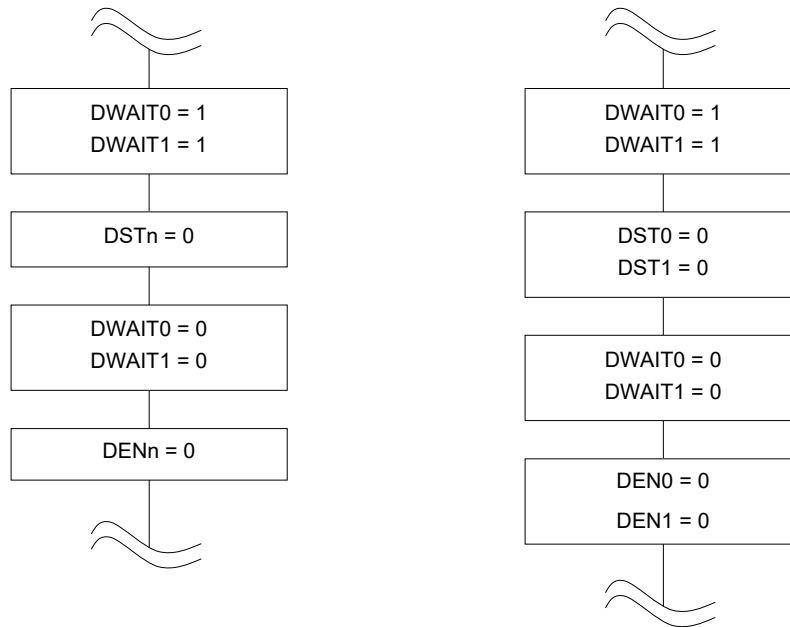 DWAIT0 = 1
DWAIT1 = 1
DSTn = 0
DWAIT0 = 0
DWAIT1 = 0
DENn = 0
DWAIT0 = 1
DWAIT1 = 1
DST0 = 0
DST1 = 0
DWAIT0 = 0
DWAIT1 = 0
DEN0 = 0
DEN1 = 0